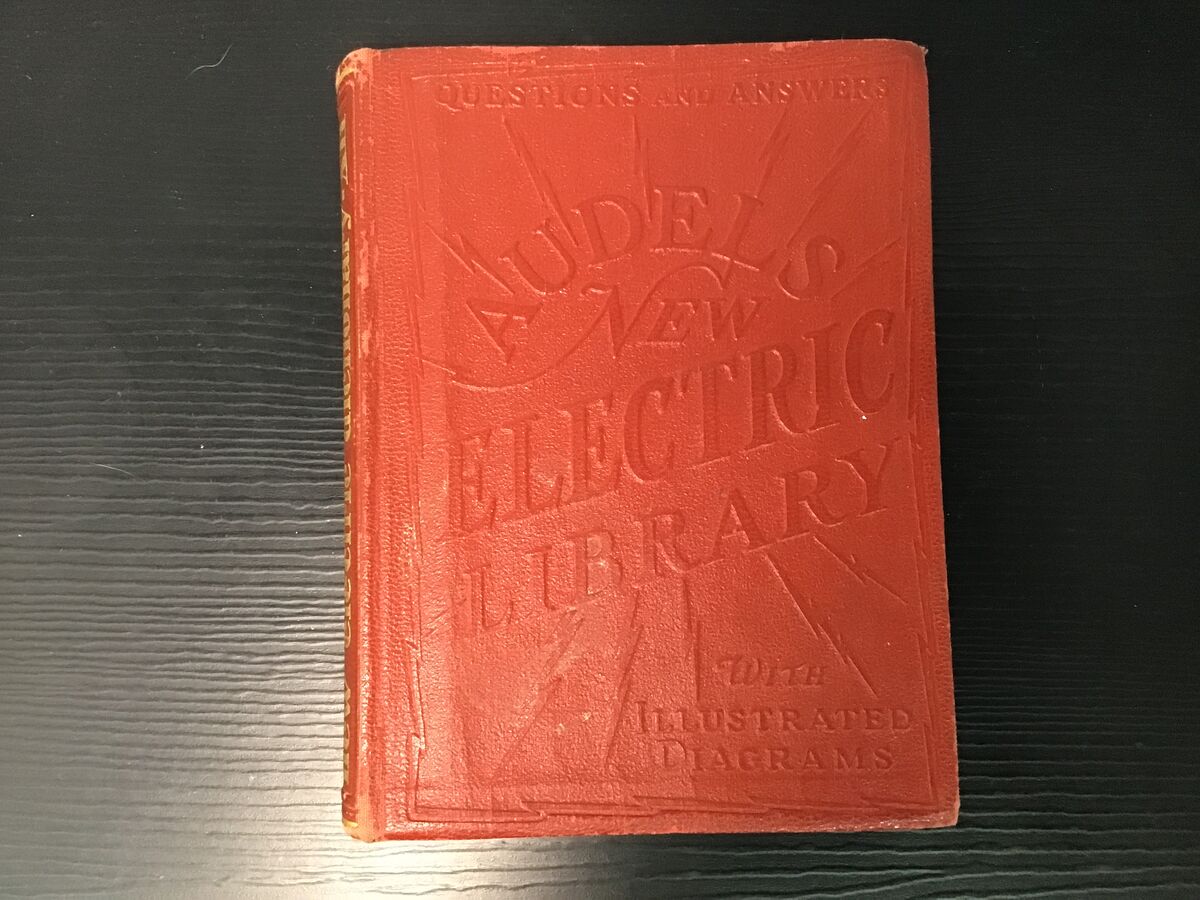 QUESTIONS AND ANSWERS
AUDELS
NEW
ELECTRIC
LIBRARY
WITH
ILLUSTRATED
DIAGRAMS